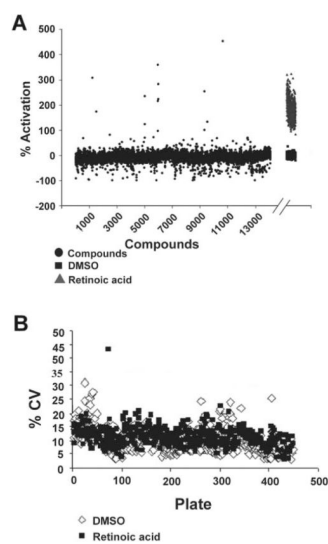 A
500
400
300
200
100
0
-100
-200
% Activation
1000 3000 5000 7000 9000 11000 13000
Compounds
Compounds
DMSO
Retinoic acid
B
50
45
50
35
30
25
20
15
10
5
0
% CV
0 100 200 300 400 500
Plate
DMSO
Retinoic acid